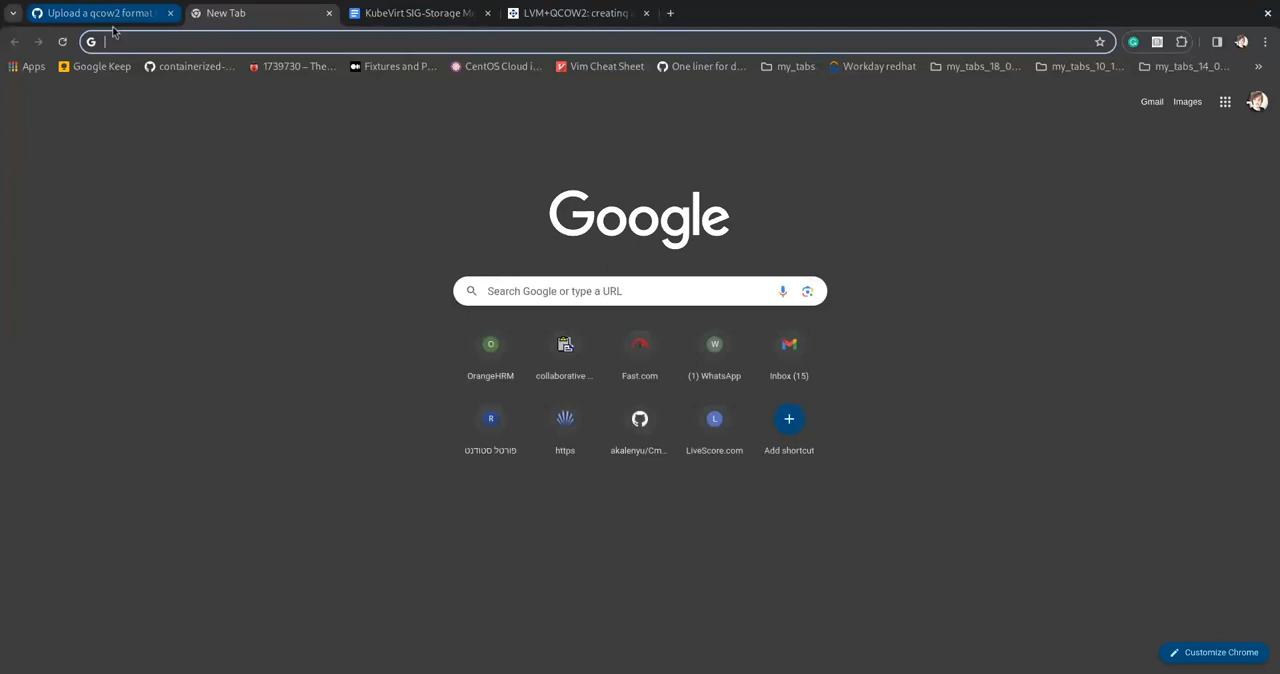 Upload a qcow2 format New Tab KubeVirt SIG-Storage M LVM+QCOW2: creating
Apps Google Keep containerized-... 1739730 – The... Fixtures and P... CentOS Cloud i... Vim Cheat Sheet One liner for d... my_tabs Workday redhat my_tabs_18_0... my_tabs_10_1... my_tabs_14_0...
Gmail Images
Google
Search Google or type a URL
O W
OrangeHRM collaborative ... Fast.com (1) WhatsApp Inbox (15)
R L
פורטל סטודנט https akalenyu/Cm... LiveScore.com Add shortcut
Customize Chrome